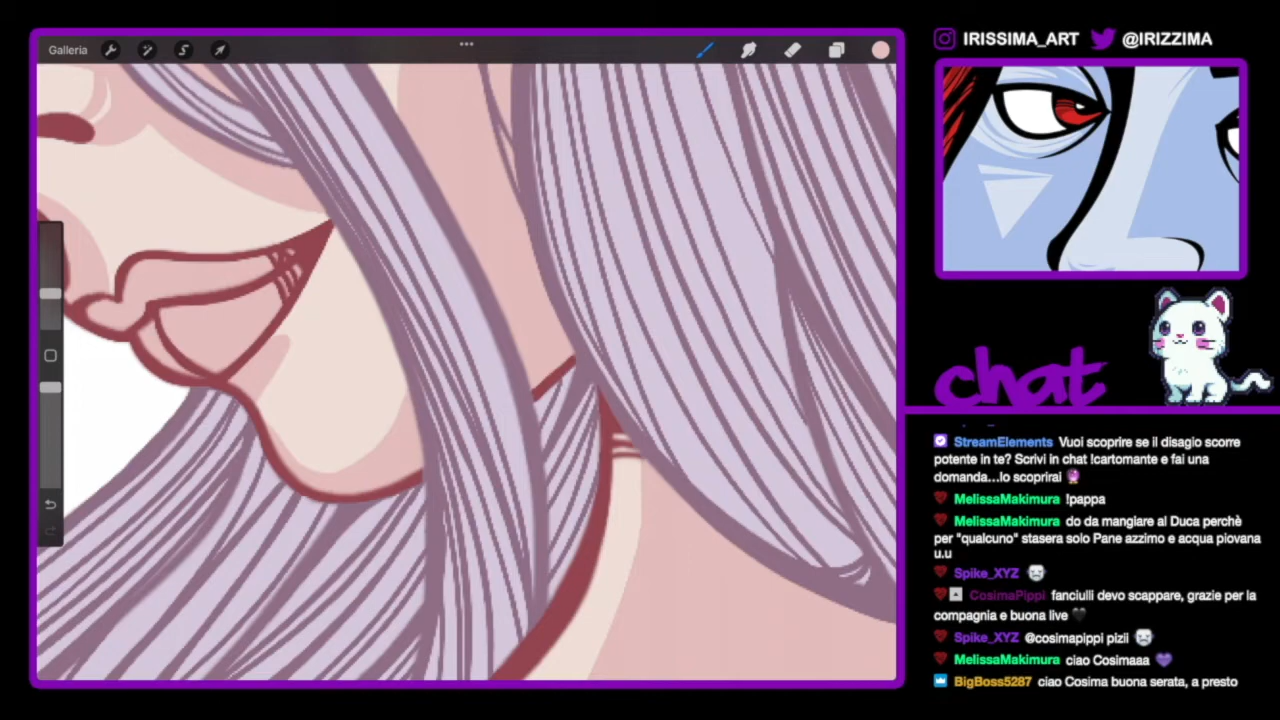 Galleria
IRISSIMA_ART @IRIZZIMA
chat
StreamElements Vuoi scoprire se il disagio scorre
potente in te? Scrivi in chat !cartomante e fai una
domanda...lo scoprirai
MelissaMakimura !pappa
MelissaMakimura do da mangiare al Duca perchè
per "qualcuno" stasera solo Pane azzimo e acqua piovana
u.u
Spike_XYZ
CosimaPippi fanciulli devo scappare, grazie per la
compagnia e buona live
Spike_XYZ @cosimapippi pizii
MelissaMakimura ciao Cosimaaa
BigBoss5287 ciao Cosima buona serata, a presto